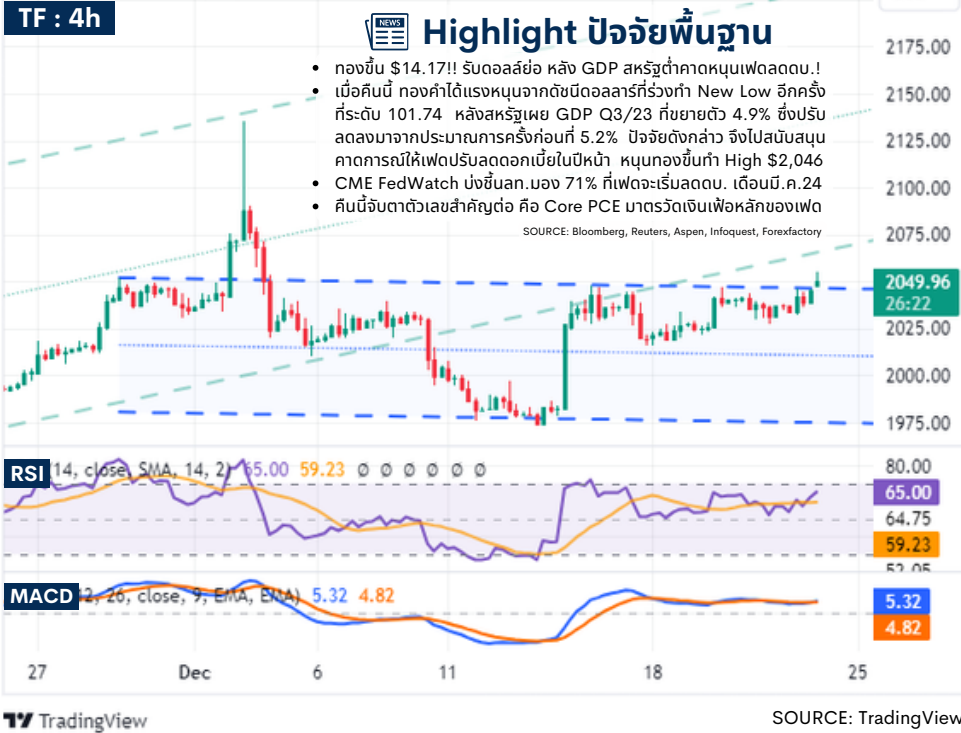 TF : 4h
NEWS
Highlight ปัจจัยพื้นฐาน
• ทองขึ้น $14.17!! รับดอลล์ย่อ หลัง GDP สหรัฐต่ำคาดหนุนเฟดลดดบ.!
• เมื่อคืนนี้ ทองคำได้แรงหนุนจากดัชนีดอลลาร์ที่ร่วงทำ New Low อีกครั้ง
ที่ระดับ 101.74 หลังสหรัฐเผย GDP Q3/23 ที่ขยายตัว 4.9% ซึ่งปรับ
ลดลงมาจากประมาณการครั้งก่อนที่ 5.2% ปัจจัยดังกล่าว จึงไปสนับสนุน
คาดการณ์ให้เฟดปรับลดดอกเบี้ยในปีหน้า หนุนทองขึ้นทำ High $2,046
• CME FedWatch บ่งชี้นลท.มอง 71% ที่เฟดจะเริ่มลดดบ. เดือนมี.ค.24
• คืนนี้จับตาตัวเลขสำคัญต่อ คือ Core PCE มาตรวัดเงินเฟ้อหลักของเฟด
SOURCE: Bloomberg, Reuters, Aspen, Infoquest, Forexfactory
2175.00
2150.00
2125.00
2100.00
2075.00
2049.96
26:22
2025.00
2000.00
1975.00
RSI (14, close, SMA, 14, 2) 65.00 59.23 Ø Ø Ø Ø Ø Ø
80.00
65.00
64.75
59.23
52.05
MACD 12, 26, close, 9, EMA, EMA) 5.32 4.82
5.32
4.82
27 Dec 6 11 18 25
TradingView
SOURCE: TradingView